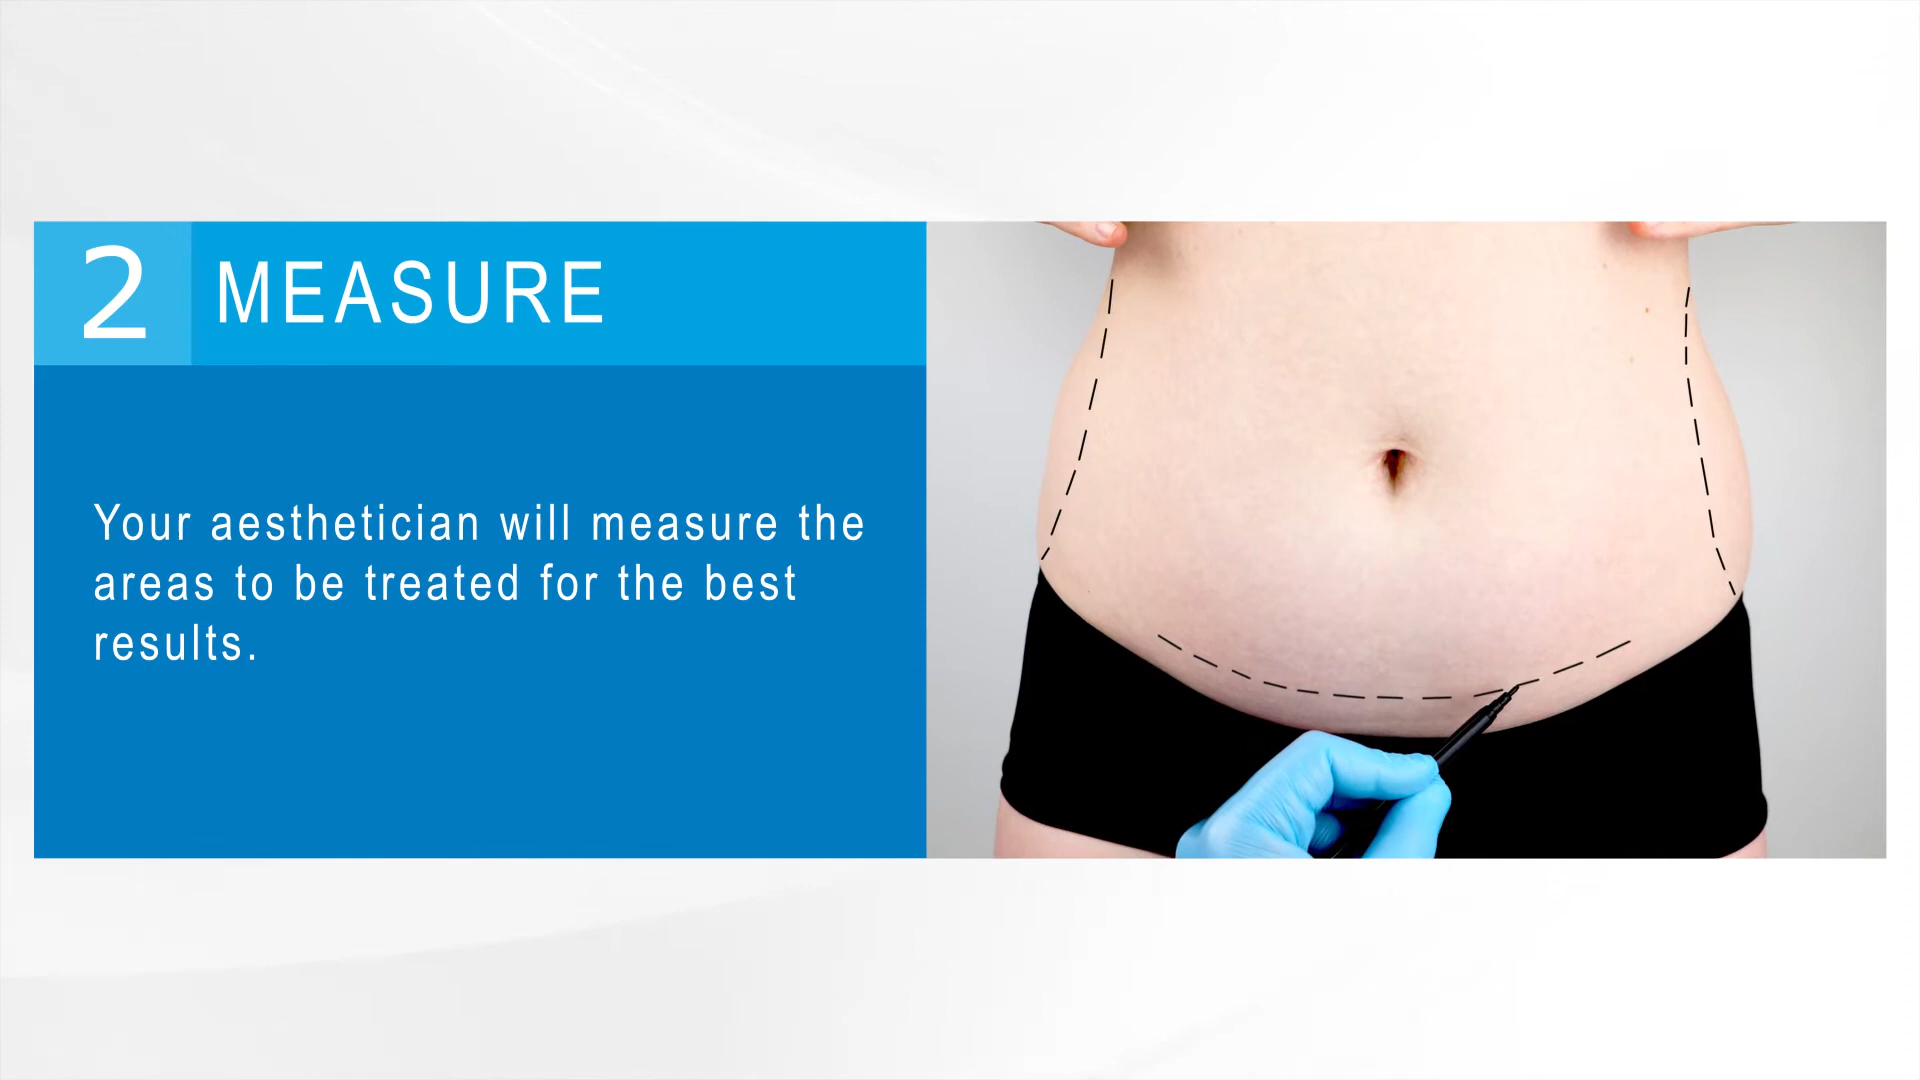 2 MEASURE
Your aesthetician will measure the
areas to be treated for the best
results.